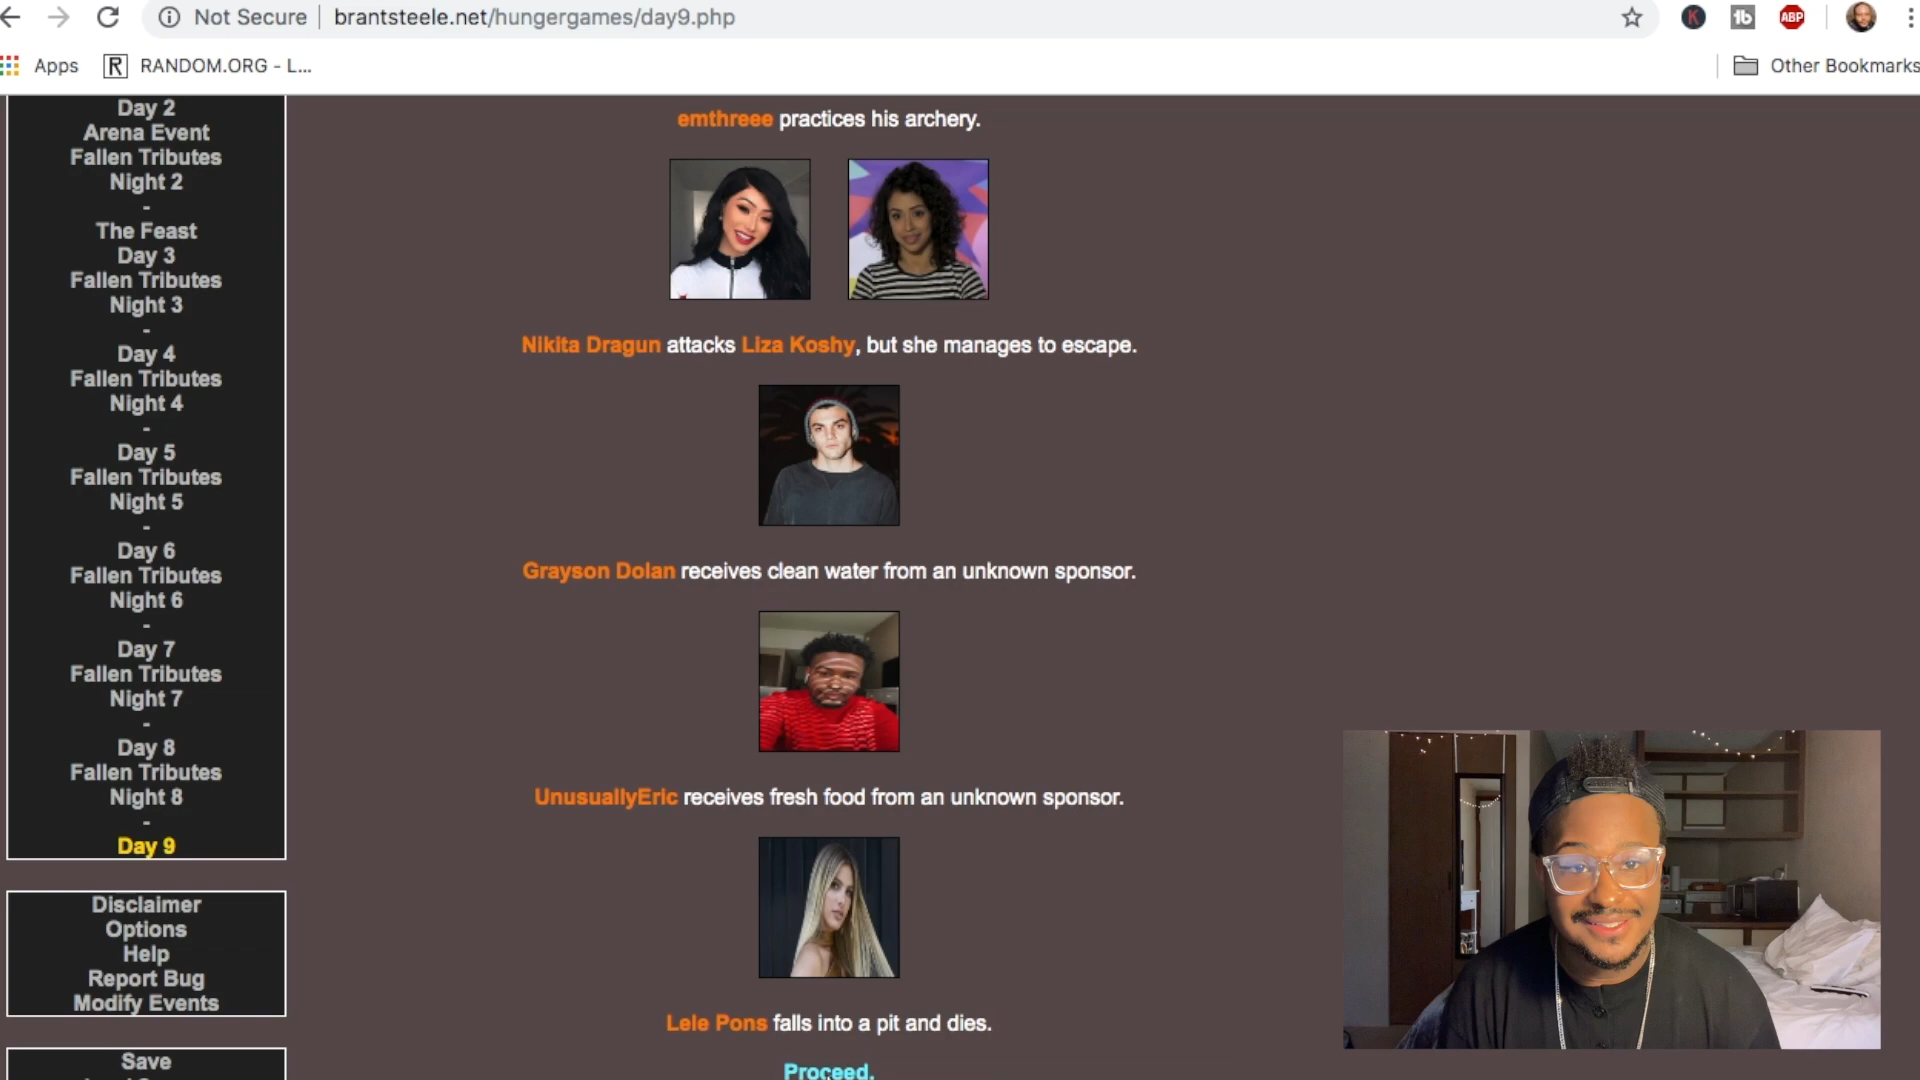 Not Secure | brantsteele.net/hungergames/day9.php
K
tb
ABP
Apps
R
RANDOM.ORG - L...
Other Bookmarks
Day 2
Arena Event
Fallen Tributes
Night 2
-
The Feast
Day 3
Fallen Tributes
Night 3
-
Day 4
Fallen Tributes
Night 4
-
Day 5
Fallen Tributes
Night 5
-
Day 6
Fallen Tributes
Night 6
-
Day 7
Fallen Tributes
Night 7
-
Day 8
Fallen Tributes
Night 8
-
Day 9
Disclaimer
Options
Help
Report Bug
Modify Events
Save
emthreee practices his archery.
Nikita Dragun attacks Liza Koshy, but she manages to escape.
Grayson Dolan receives clean water from an unknown sponsor.
UnusuallyEric receives fresh food from an unknown sponsor.
Lele Pons falls into a pit and dies.
Proceed.